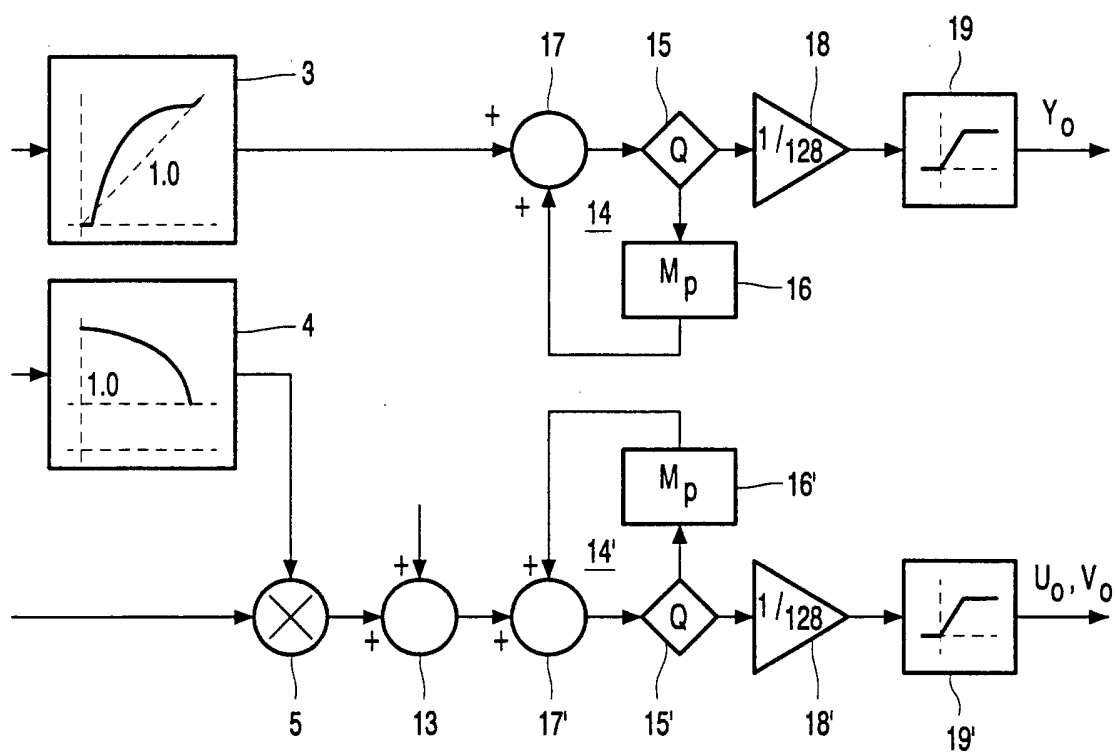 17 15 18 19
3
+ Q 1/128 Y₀
1.0
+ 14
Mₚ 16
4
1.0
Mₚ 16'
+ + 14' U₀, V₀
Q 1/128
+ +
5 13 17' 15' 18' 19'